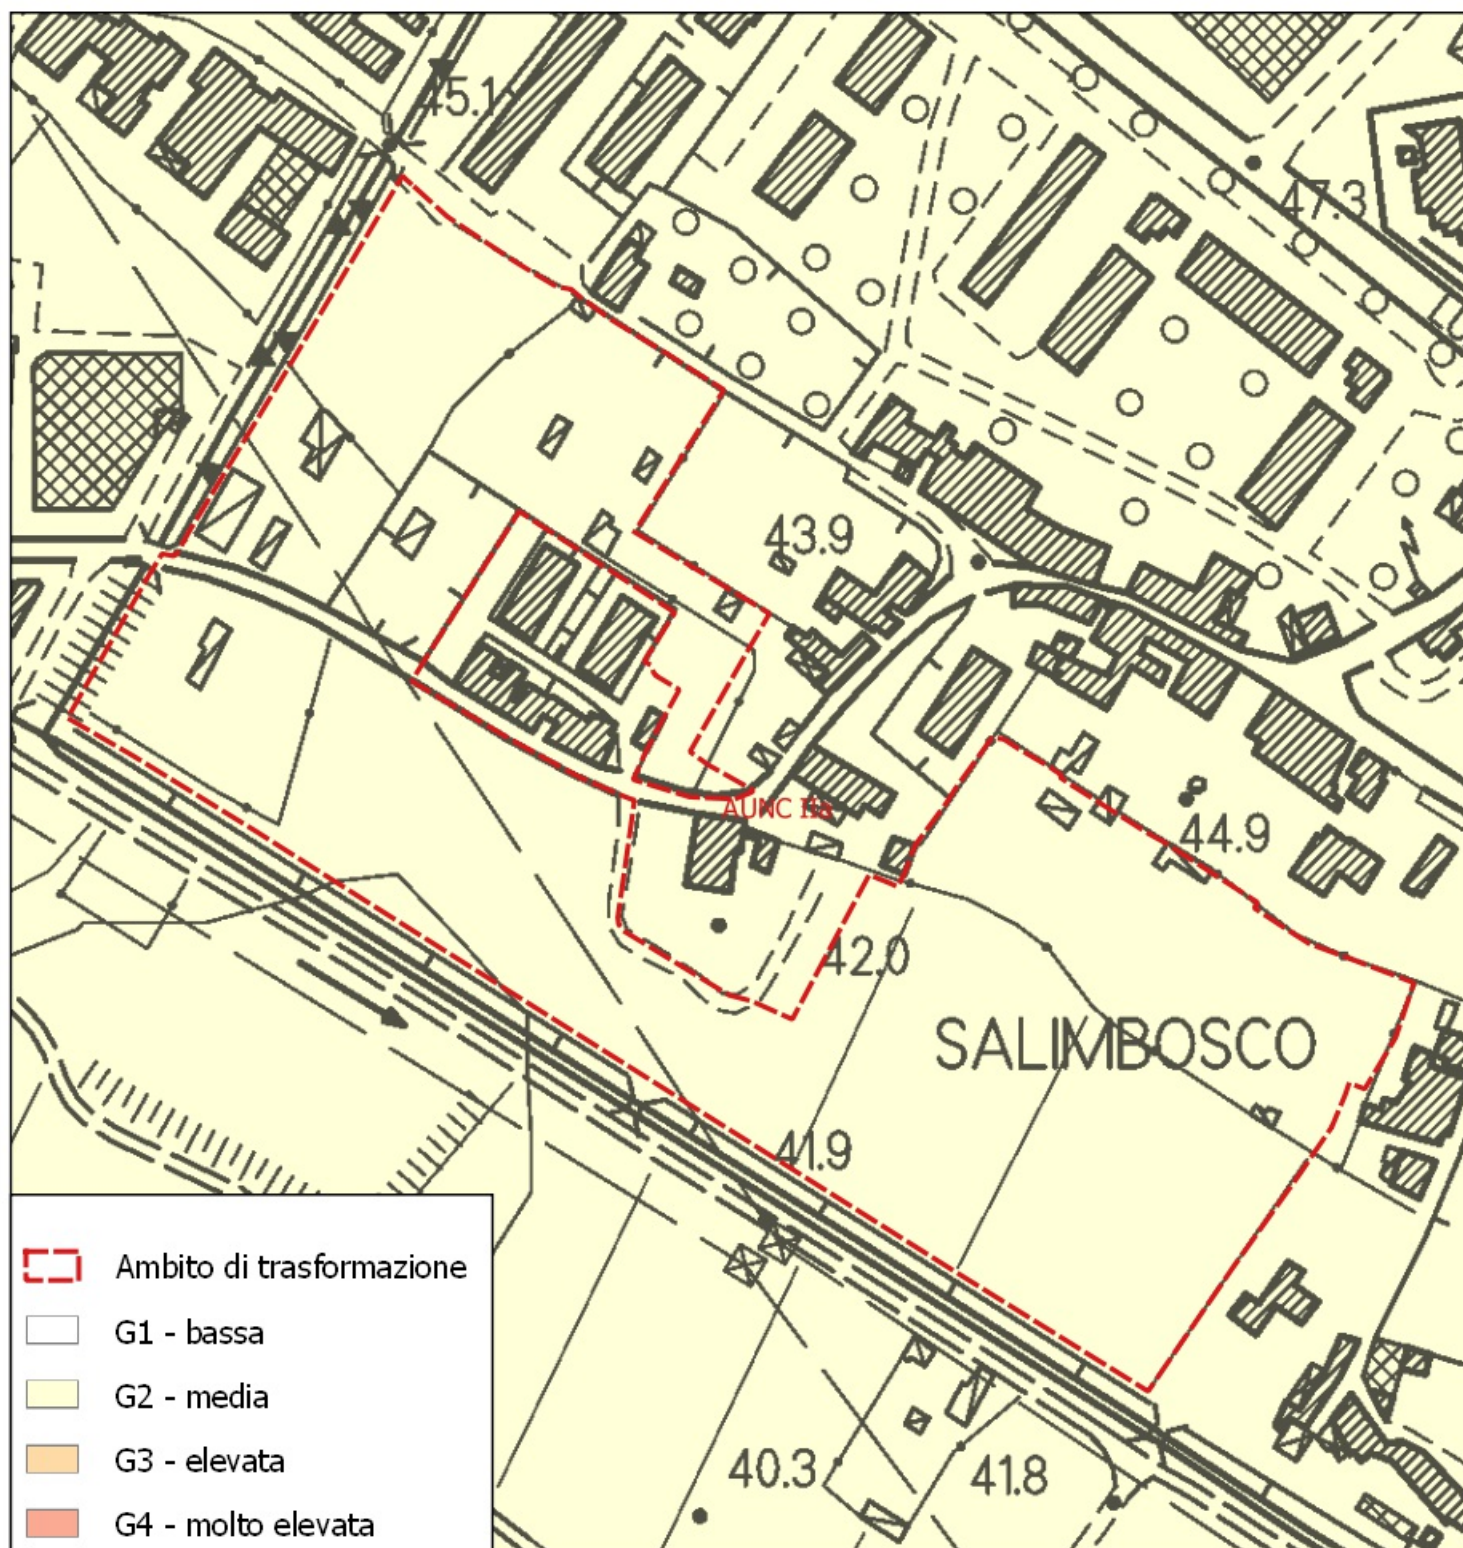 45.1
47.3
43.9
AUNC IIa
44.9
42.0
SALIMBOSCO
41.9
40.3
41.8
Ambito di trasformazione
G1 - bassa
G2 - media
G3 - elevata
G4 - molto elevata